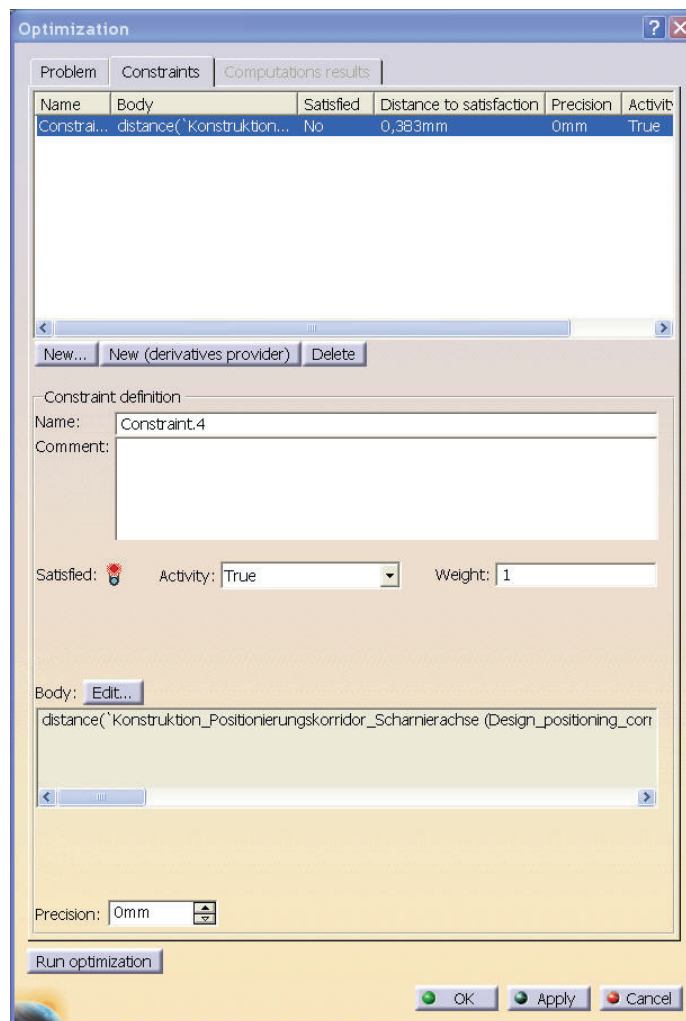 Optimization
Problem Constraints Computations results
Name Body Satisfied Distance to satisfaction Precision Activit
Constrai... distance(`Konstruktion... No 0,383mm 0mm True
New... New (derivatives provider) Delete
Constraint definition
Name: Constraint.4
Comment:
Satisfied: Activity: True Weight: 1
Body: Edit...
distance(`Konstruktion_Positionierungskorridor_Scharnierachse (Design_positioning_corr
Precision: 0mm
Run optimization
OK Apply Cancel